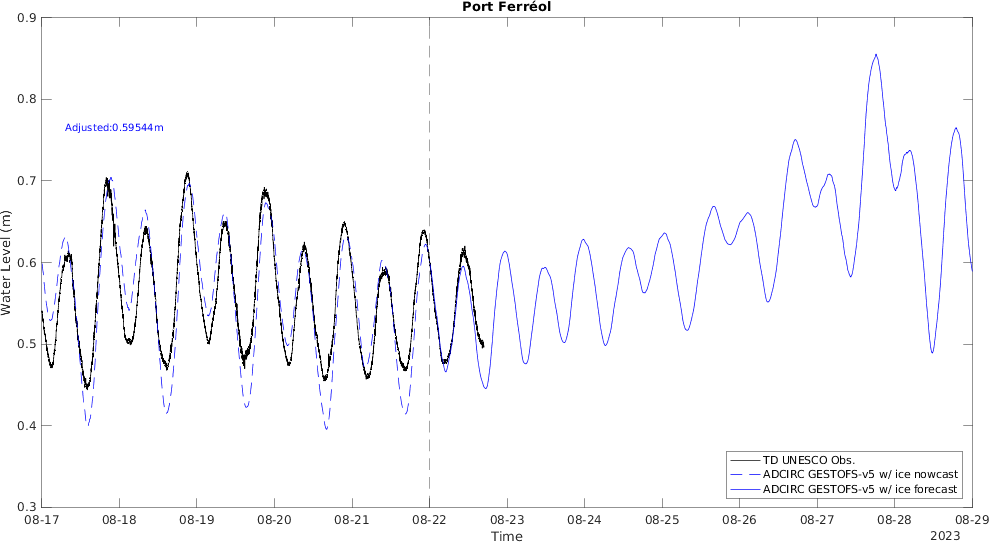 Port Ferréol
0.9
0.8
0.7
0.6
0.5
0.4
0.3
Water Level (m)
Adjusted:0.59544m
TD UNESCO Obs.
ADCIRC GESTOFS-v5 w/ ice nowcast
ADCIRC GESTOFS-v5 w/ ice forecast
08-17 08-18 08-19 08-20 08-21 08-22 08-23 08-24 08-25 08-26 08-27 08-28 08-29
Time
2023